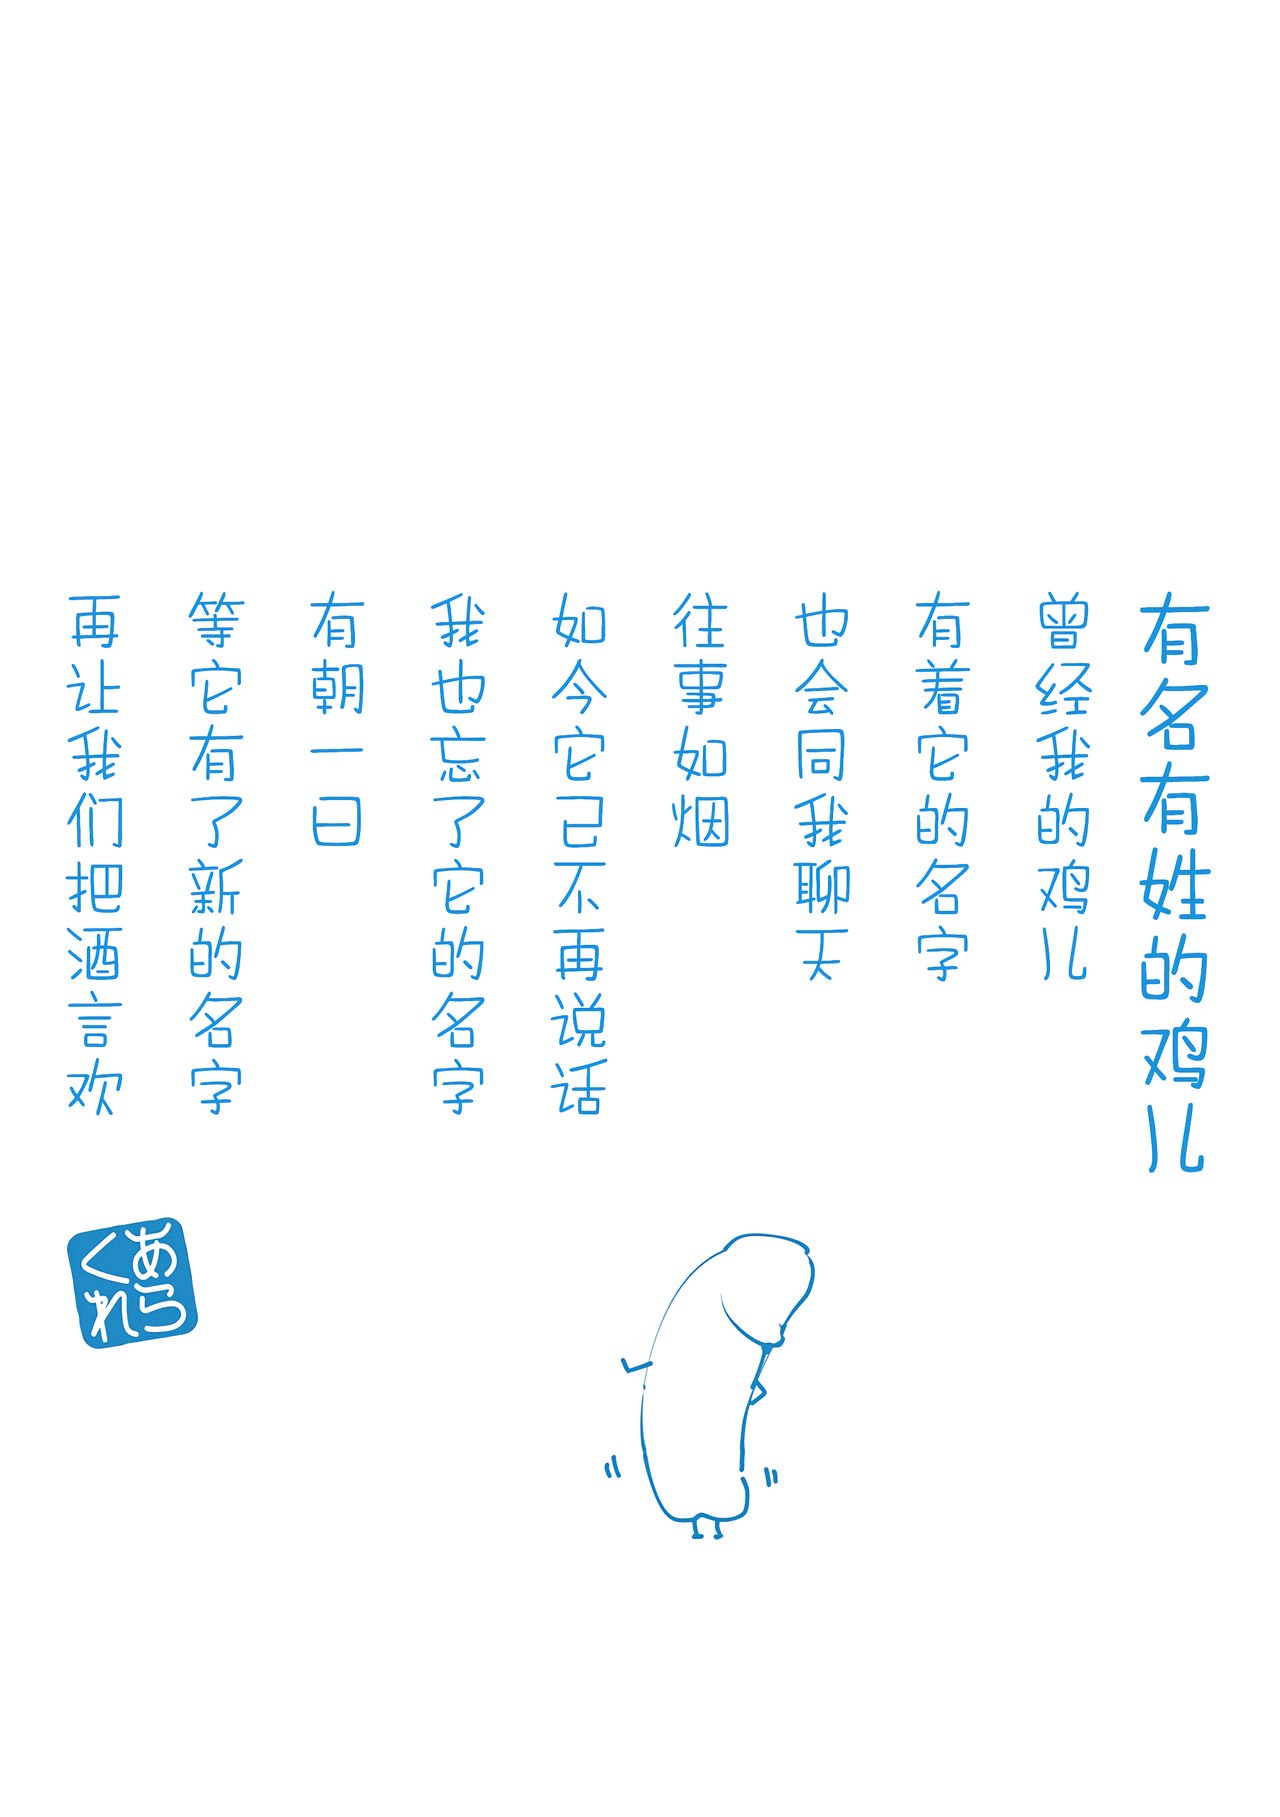 有名有姓的鸡儿
曾经我的鸡儿
有着它的名字
也会同我聊天
往事如烟
如今它已不再说话
我也忘了它的名字
有朝一日
等它有了新的名字
再让我们把酒言欢
あら
くれ